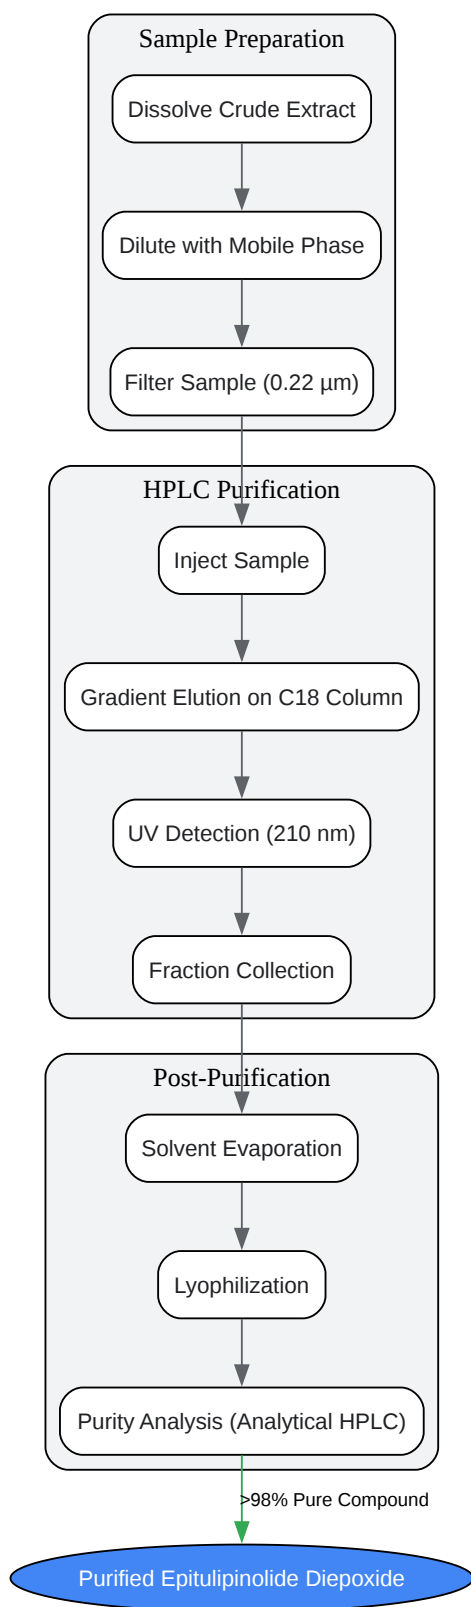 Sample Preparation
Dissolve Crude Extract
Dilute with Mobile Phase
Filter Sample (0.22 µm)
HPLC Purification
Inject Sample
Gradient Elution on C18 Column
UV Detection (210 nm)
Fraction Collection
Post-Purification
Solvent Evaporation
Lyophilization
Purity Analysis (Analytical HPLC)
>98% Pure Compound
Purified Epitulipinolide Diepoxide